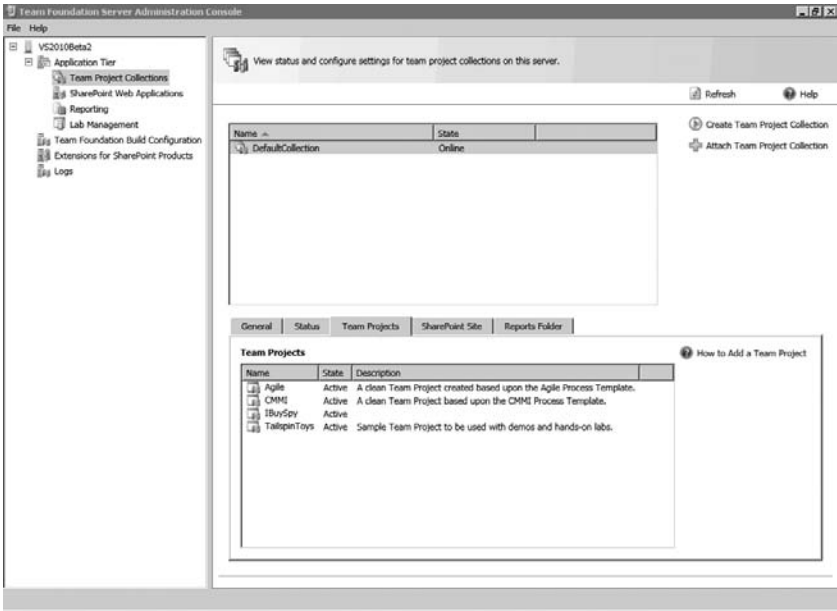 Team Foundation Server Administration Console
File Help
VS2010Beta2
Application Tier
Team Project Collections
SharePoint Web Applications
Reporting
Lab Management
Team Foundation Build Configuration
Extensions for SharePoint Products
Logs
View status and configure settings for team project collections on this server.
Refresh Help
Name State
DefaultCollection Online
Create Team Project Collection
Attach Team Project Collection
General Status Team Projects SharePoint Site Reports Folder
Team Projects
How to Add a Team Project
Name State Description
Agile Active A clean Team Project created based upon the Agile Process Template.
CMMI Active A clean Team Project based upon the CMMI Process Template.
IBuySpy Active
TailspinToys Active Sample Team Project to be used with demos and hands-on labs.